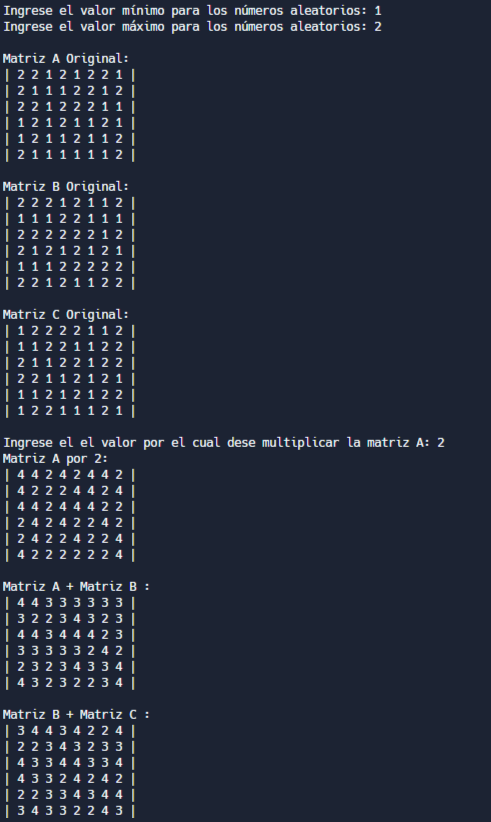 Ingrese el valor mínimo para los números aleatorios: 1
Ingrese el valor máximo para los números aleatorios: 2
Matriz A Original:
| 2 2 1 2 1 2 2 1 |
| 2 1 1 1 2 2 1 2 |
| 2 2 1 2 2 2 1 1 |
| 1 2 1 2 1 1 2 1 |
| 1 2 1 1 2 1 1 2 |
| 2 1 1 1 1 1 1 2 |
Matriz B Original:
| 2 2 2 1 2 1 1 2 |
| 1 1 1 2 2 1 1 1 |
| 2 2 2 2 2 2 1 2 |
| 2 1 2 1 2 1 2 1 |
| 1 1 1 2 2 2 2 2 |
| 2 2 1 2 1 1 2 2 |
Matriz C Original:
| 1 2 2 2 2 1 1 2 |
| 1 1 2 2 1 1 2 2 |
| 2 1 1 2 2 1 2 2 |
| 2 2 1 1 2 1 2 1 |
| 1 1 2 1 2 1 2 2 |
| 1 2 2 1 1 1 2 1 |
Ingrese el el valor por el cual dese multiplicar la matriz A: 2
Matriz A por 2:
| 4 4 2 4 2 4 4 2 |
| 4 2 2 2 4 4 2 4 |
| 4 4 2 4 4 4 2 2 |
| 2 4 2 4 2 2 4 2 |
| 2 4 2 2 4 2 2 4 |
| 4 2 2 2 2 2 2 4 |
Matriz A + Matriz B :
| 4 4 3 3 3 3 3 3 |
| 3 2 2 3 4 3 2 3 |
| 4 4 3 4 4 4 2 3 |
| 3 3 3 3 3 2 4 2 |
| 2 3 2 3 4 3 3 4 |
| 4 3 2 3 2 2 3 4 |
Matriz B + Matriz C :
| 3 4 4 3 4 2 2 4 |
| 2 2 3 4 3 2 3 3 |
| 4 3 3 4 4 3 3 4 |
| 4 3 3 2 4 2 4 2 |
| 2 2 3 3 4 3 4 4 |
| 3 4 3 3 2 2 4 3 |